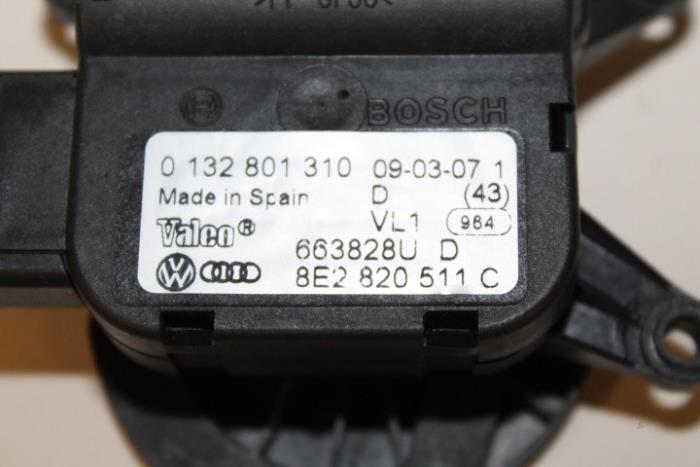 BOSCH
0 132 801 310 09-03-07 1
Made in Spain D (43)
Valeo® VL1 964
663828U D
8E2 820 511 C